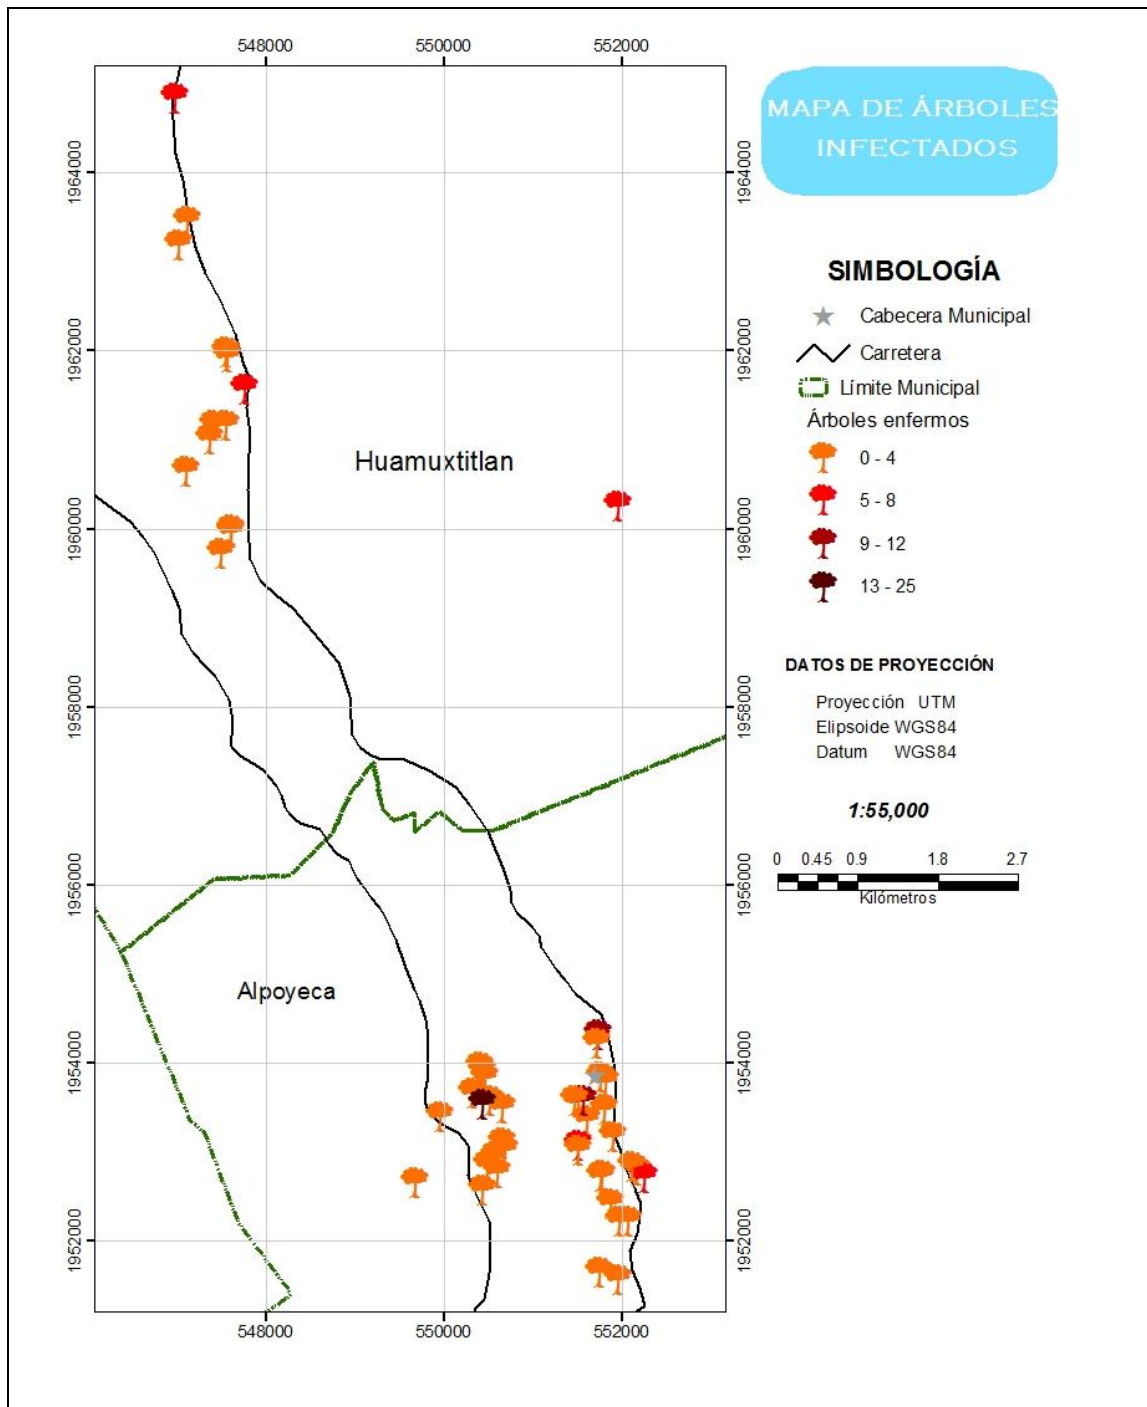 548000 550000 552000
MAPA DE ÁRBOLES
INFECTADOS
1964000 1964000
SIMBOLOGÍA
Cabecera Municipal
1962000 1962000
Carretera
Límite Municipal
Árboles enfermos
Huamuxtitlan
0 - 4
5 - 8
1960000 1960000
9 - 12
13 - 25
DATOS DE PROYECCIÓN
1958000 1958000
Proyección UTM
Elipsoide WGS84
Datum WGS84
1:55,000
0 0.45 0.9 1.8 2.7
Kilómetros
1956000 1956000
Alpoyeca
1954000 1954000
1952000 1952000
548000 550000 552000